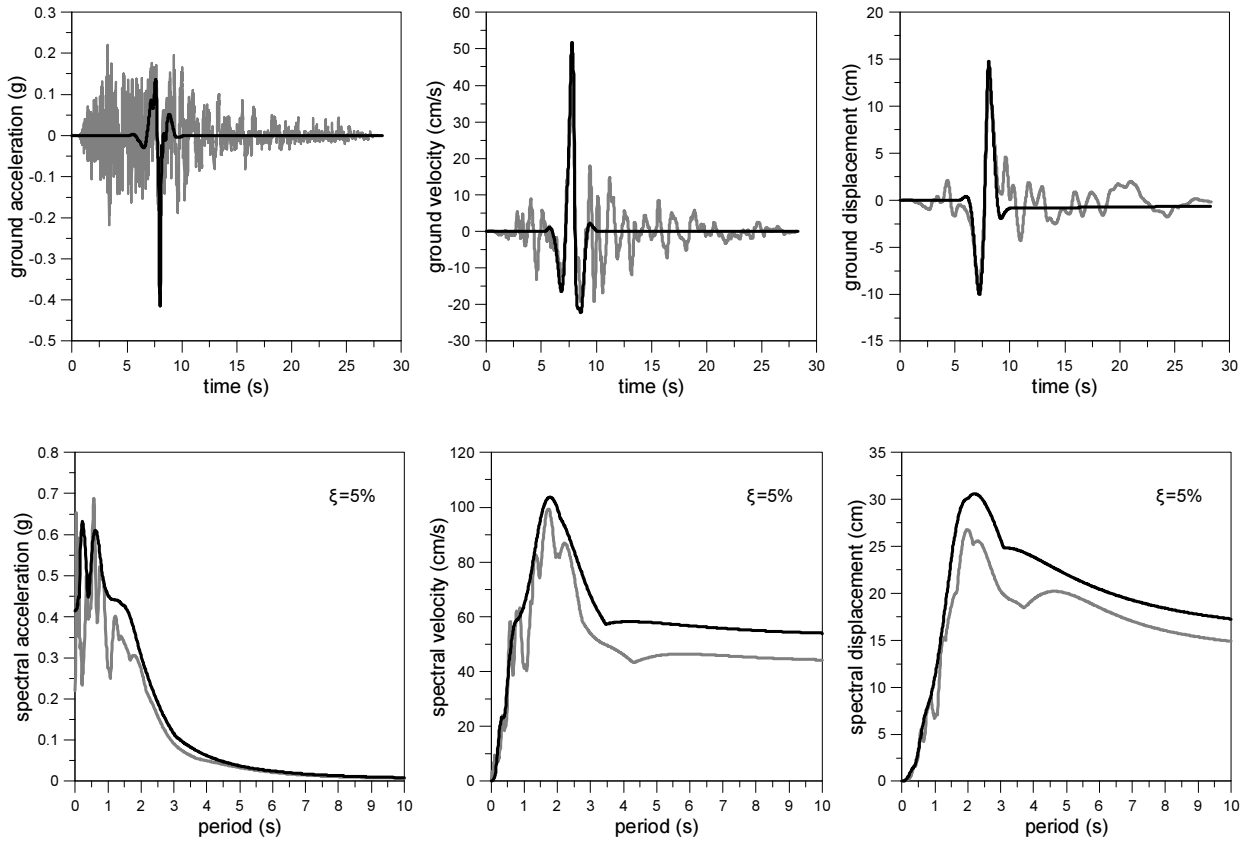 0.3
0.2
0.1
0
-0.1
-0.2
-0.3
-0.4
-0.5
ground acceleration (g)
0 5 10 15 20 25 30
time (s)
60
50
40
30
20
10
0
-10
-20
-30
ground velocity (cm/s)
0 5 10 15 20 25 30
time (s)
20
15
10
5
0
-5
-10
-15
ground displacement (cm)
0 5 10 15 20 25 30
time (s)
0.8
0.7
0.6
0.5
0.4
0.3
0.2
0.1
0
spectral acceleration (g)
ξ=5%
0 1 2 3 4 5 6 7 8 9 10
period (s)
120
100
80
60
40
20
0
spectral velocity (cm/s)
ξ=5%
0 1 2 3 4 5 6 7 8 9 10
period (s)
35
30
25
20
15
10
5
0
spectral displacement (cm)
ξ=5%
0 1 2 3 4 5 6 7 8 9 10
period (s)